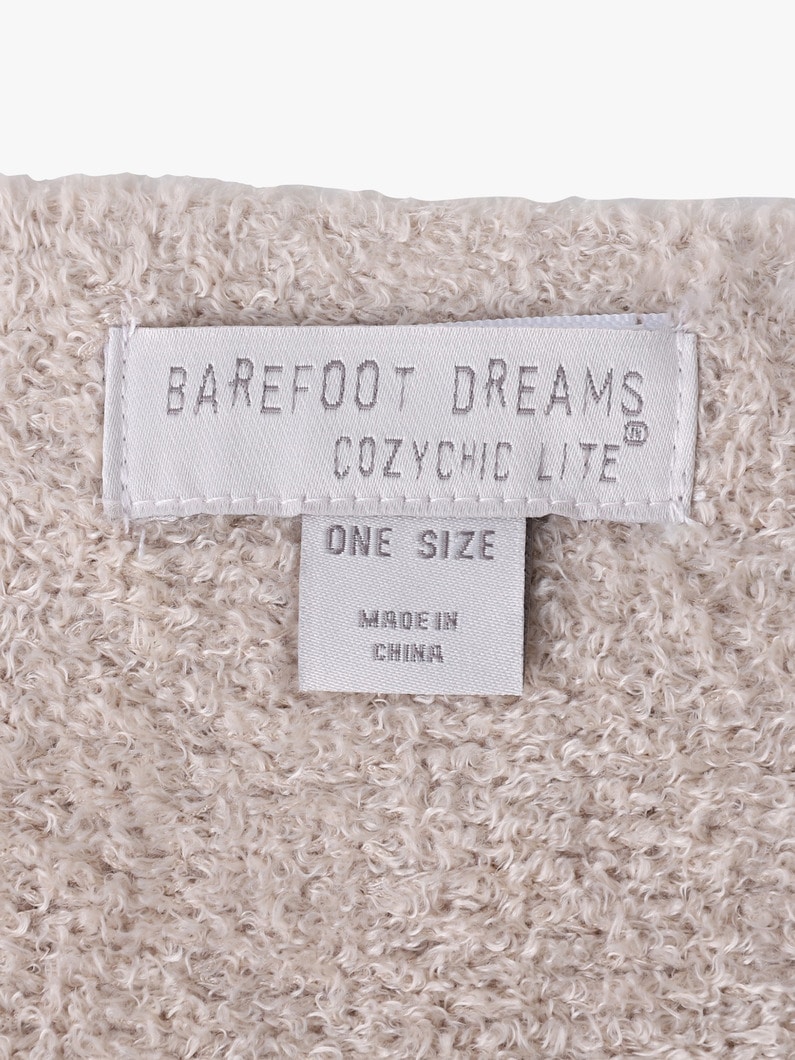 BAREFOOT DREAMS
COZYCHIC LITE®
ONE SIZE
MADE IN
CHINA